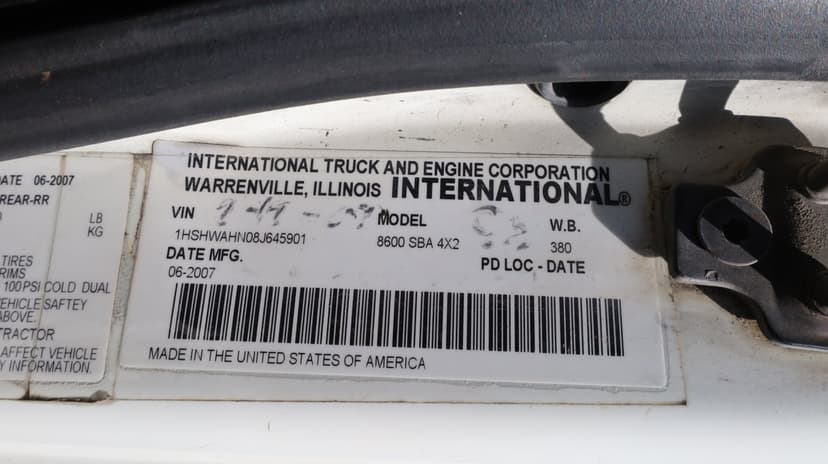 DATE 06-2007
REAR-RR
LB
KG
TIRES
RIMS
100 PSI COLD DUAL
VEHICLE SAFTEY
ABOVE.
TRACTOR
AFFECT VEHICLE
Y INFORMATION.
INTERNATIONAL TRUCK AND ENGINE CORPORATION
WARRENVILLE, ILLINOIS INTERNATIONAL®
VIN MODEL W.B.
1HSHWAHN08J645901 8600 SBA 4X2 380
DATE MFG. PD LOC - DATE
06-2007
MADE IN THE UNITED STATES OF AMERICA